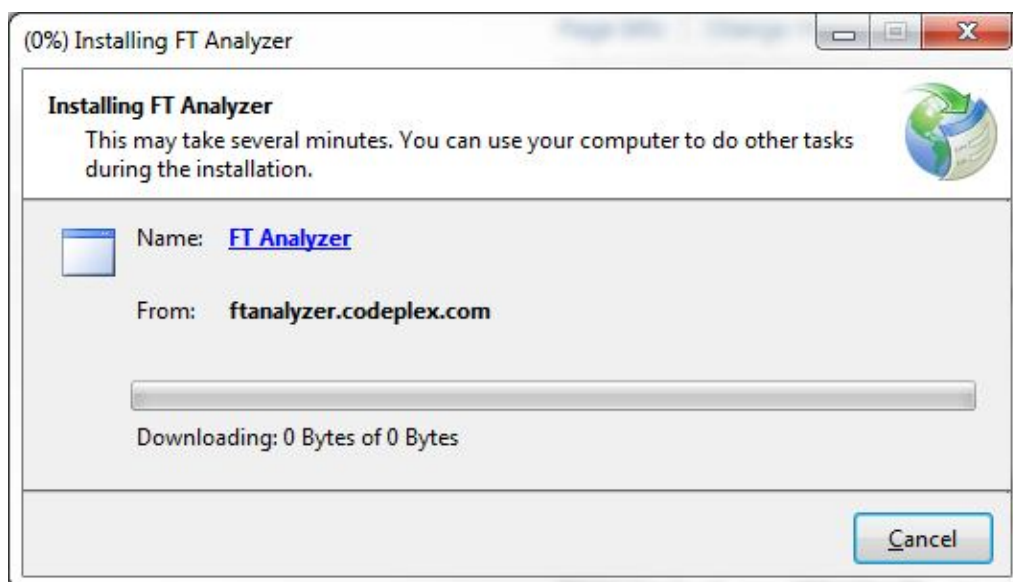 (0%) Installing FT Analyzer
Installing FT Analyzer
This may take several minutes. You can use your computer to do other tasks
during the installation.
Name: FT Analyzer
From: ftanalyzer.codeplex.com
Downloading: 0 Bytes of 0 Bytes
Cancel